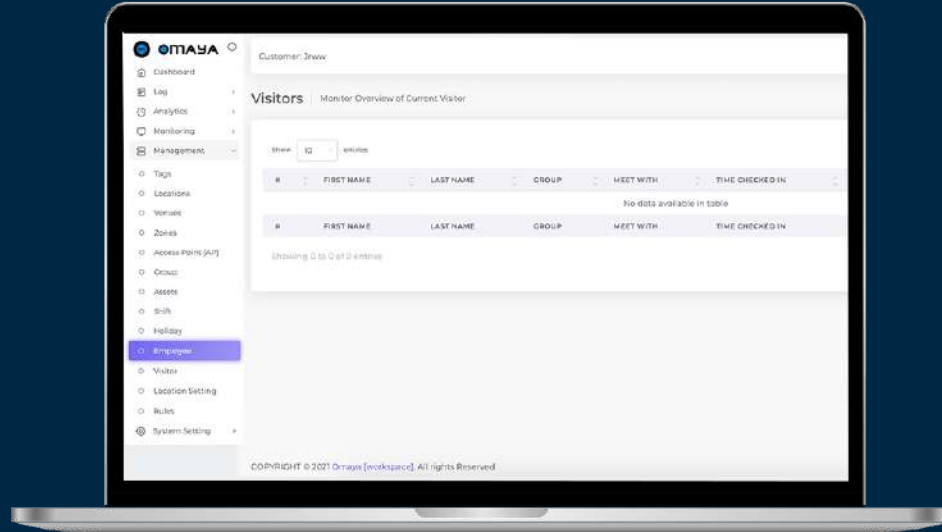 OMAYA
Customer: Jrww
Dashboard
Log
Analytics
Monitoring
Management
Tags
Locations
Venues
Zones
Access Point [AP]
Group
Assets
Shift
Holiday
Employee
Visitor
Location Setting
Rules
System Setting
Visitors Monitor Overview of Current Visitor
Show 10 entries
# FIRST NAME LAST NAME GROUP MEET WITH TIME CHECKED IN
No data available in table
# FIRST NAME LAST NAME GROUP MEET WITH TIME CHECKED IN
Showing 0 to 0 of 0 entries
COPYRIGHT © 2021 Omaya [workspace], All rights Reserved